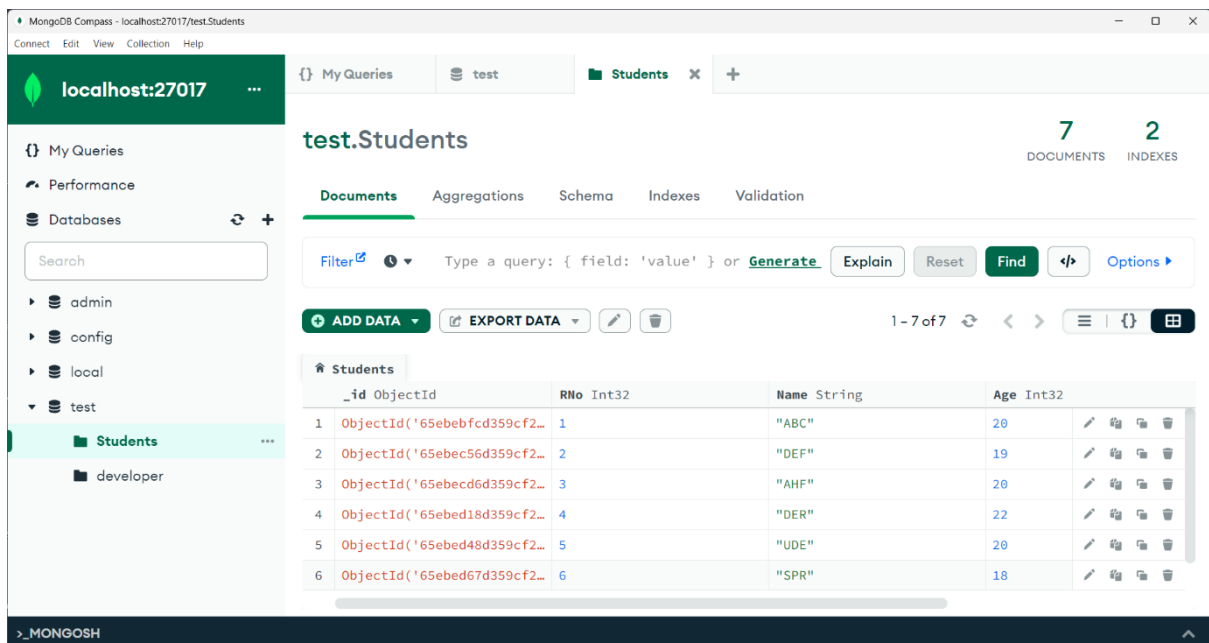 MongoDB Compass - localhost:27017/test.Students
Connect Edit View Collection Help
localhost:27017 ...
{} My Queries
Performance
Databases
Search
admin
config
local
test
Students ...
developer
{} My Queries test Students
test.Students
7 DOCUMENTS
2 INDEXES
Documents Aggregations Schema Indexes Validation
Filter Type a query: { field: 'value' } or Generate Explain Reset Find </> Options
ADD DATA EXPORT DATA 1 – 7 of 7 {}
Students
_id ObjectId RNo Int32 Name String Age Int32
1 ObjectId('65ebebfcd359cf2… 1 "ABC" 20
2 ObjectId('65ebec56d359cf2… 2 "DEF" 19
3 ObjectId('65ebecd6d359cf2… 3 "AHF" 20
4 ObjectId('65ebed18d359cf2… 4 "DER" 22
5 ObjectId('65ebed48d359cf2… 5 "UDE" 20
6 ObjectId('65ebed67d359cf2… 6 "SPR" 18
>_MONGOSH